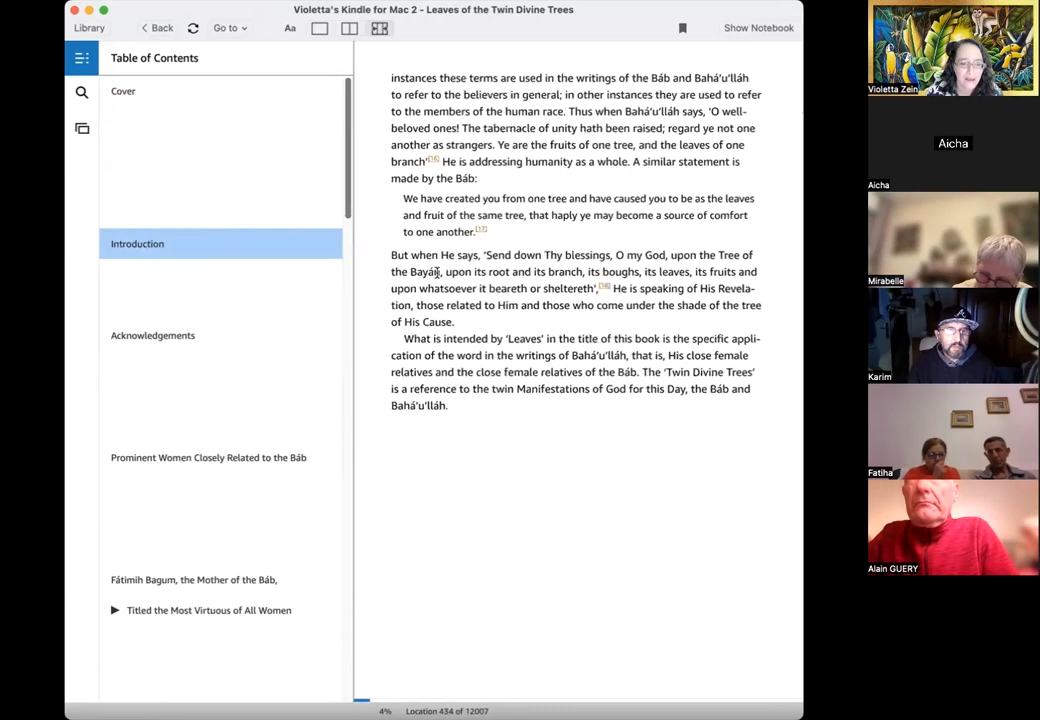 Violetta's Kindle for Mac 2 - Leaves of the Twin Divine Trees
Library
Back
Go to
Aa
Show Notebook
Table of Contents
Cover
Introduction
Acknowledgements
Prominent Women Closely Related to the Báb
Fátimih Bagum, the Mother of the Báb,
Titled the Most Virtuous of All Women
instances these terms are used in the writings of the Báb and Bahá'u'lláh
to refer to the believers in general; in other instances they are used to refer
to the members of the human race. Thus when Bahá'u'lláh says, 'O well-
beloved ones! The tabernacle of unity hath been raised; regard ye not one
another as strangers. Ye are the fruits of one tree, and the leaves of one
branch'[16] He is addressing humanity as a whole. A similar statement is
made by the Báb:
We have created you from one tree and have caused you to be as the leaves
and fruit of the same tree, that haply ye may become a source of comfort
to one another.[17]
But when He says, 'Send down Thy blessings, O my God, upon the Tree of
the Bayán, upon its root and its branch, its boughs, its leaves, its fruits and
upon whatsoever it beareth or sheltereth',[18] He is speaking of His Revela-
tion, those related to Him and those who come under the shade of the tree
of His Cause.
What is intended by 'Leaves' in the title of this book is the specific appli-
cation of the word in the writings of Bahá'u'lláh, that is, His close female
relatives and the close female relatives of the Báb. The 'Twin Divine Trees'
is a reference to the twin Manifestations of God for this Day, the Báb and
Bahá'u'lláh.
4% Location 434 of 12007
Violetta Zein
Aicha
Aicha
Mirabelle
Karim
Fatiha
Alain GUERY